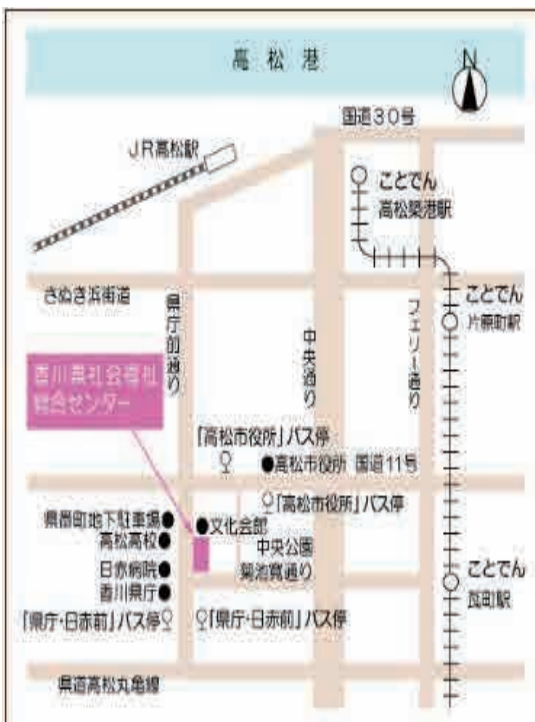 高松港
N
国道30号
JR高松駅
ことでん
高松築港駅
さぬき浜街道
県庁前通り
中央通り
フェリー通り
ことでん
片原町駅
香川県社会福祉
総合センター
「高松市役所」バス停
高松市役所 国道11号
「高松市役所」バス停
県番町地下駐車場
文化会館
高松高校
中央公園
日赤病院
菊池寛通り
香川県庁
ことでん
瓦町駅
「県庁・日赤前」バス停
「県庁・日赤前」バス停
県道高松丸亀線